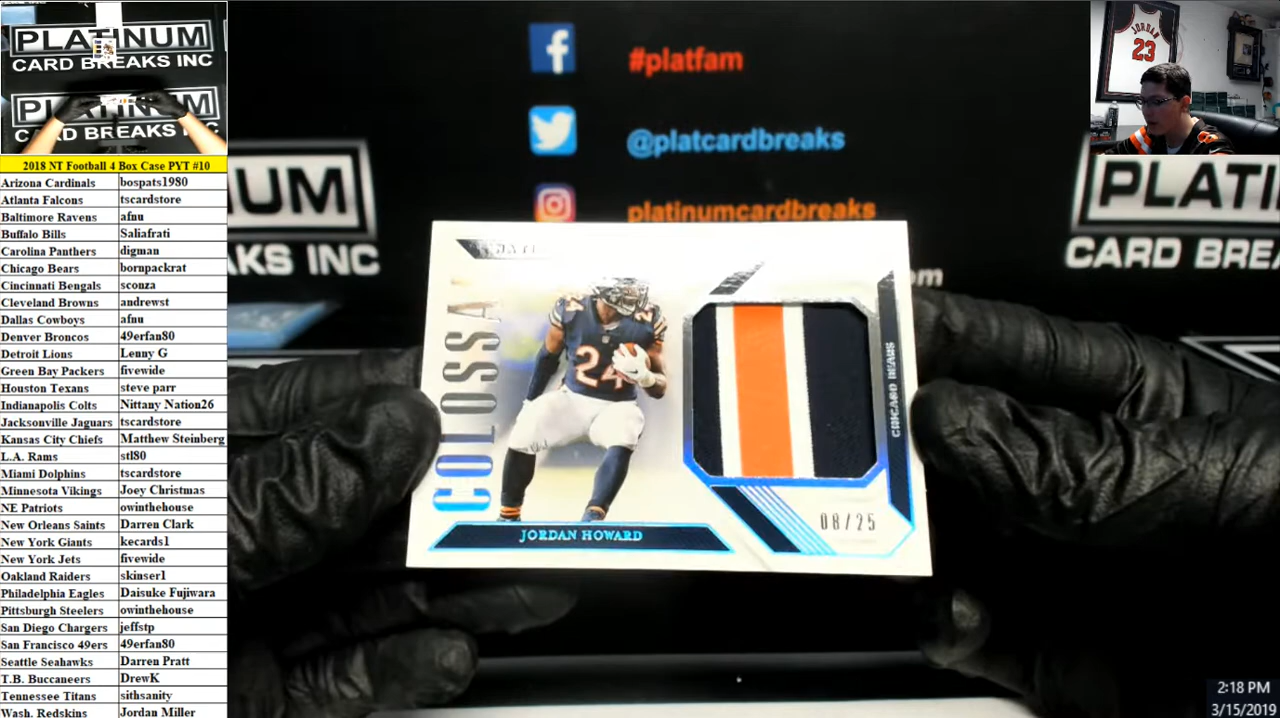 PLATINUM
CARD BREAKS INC
PLATINUM
CARD BREAKS INC
2018 NT Football 4 Box Case PYT #10
Arizona Cardinals bospats1980
Atlanta Falcons tscardstore
Baltimore Ravens afnu
Buffalo Bills Saliafrati
Carolina Panthers digman
Chicago Bears bornpackrat
Cincinnati Bengals sconza
Cleveland Browns andrewst
Dallas Cowboys afnu
Denver Broncos 49erfan80
Detroit Lions Lenny G
Green Bay Packers fivewide
Houston Texans steve parr
Indianapolis Colts Nittany Nation26
Jacksonville Jaguars tscardstore
Kansas City Chiefs Matthew Steinberg
L.A. Rams stl80
Miami Dolphins tscardstore
Minnesota Vikings Joey Christmas
NE Patriots owinthehouse
New Orleans Saints Darren Clark
New York Giants kecards1
New York Jets fivewide
Oakland Raiders skinser1
Philadelphia Eagles Daisuke Fujiwara
Pittsburgh Steelers owinthehouse
San Diego Chargers jeffstp
San Francisco 49ers 49erfan80
Seattle Seahawks Darren Pratt
T.B. Buccaneers DrewK
Tennessee Titans sithsanity
Wash. Redskins Jordan Miller
#platfam
@platcardbreaks
platinumcardbreaks
UM
KS INC
PLATI
CARD BREA
om
COLOSSA
24
JORDAN HOWARD
CHICAGO BEARS
08/25
JORDAN
23
2:18 PM
3/15/2019